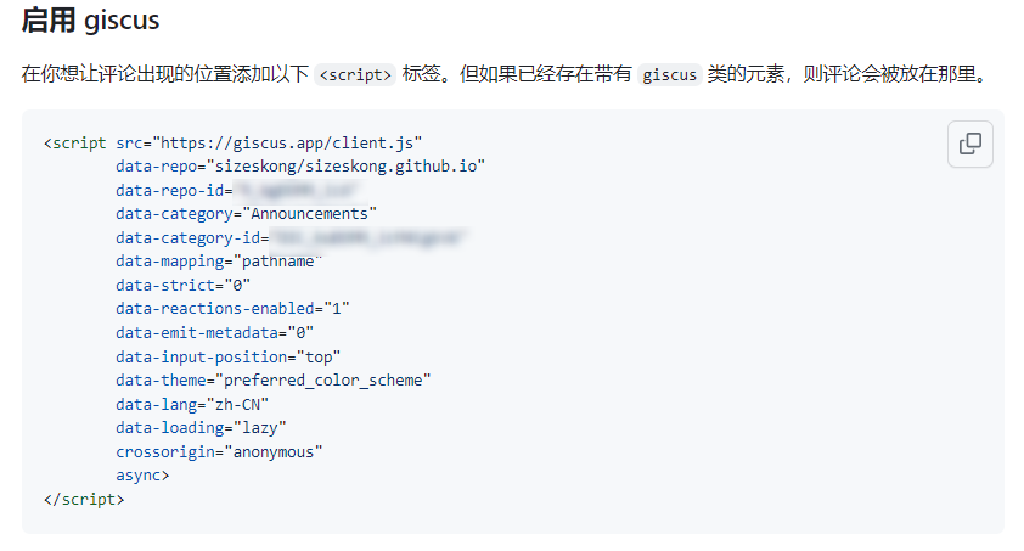 启用 giscus
在你想让评论出现的位置添加以下 <script> 标签。但如果已经存在带有 giscus 类的元素，则评论会被放在那里。
<script src="https://giscus.app/client.js"
data-repo="sizeskong/sizeskong.github.io"
data-repo-id=
data-category="Announcements"
data-category-id=
data-mapping="pathname"
data-strict="0"
data-reactions-enabled="1"
data-emit-metadata="0"
data-input-position="top"
data-theme="preferred_color_scheme"
data-lang="zh-CN"
data-loading="lazy"
crossorigin="anonymous"
async>
</script>